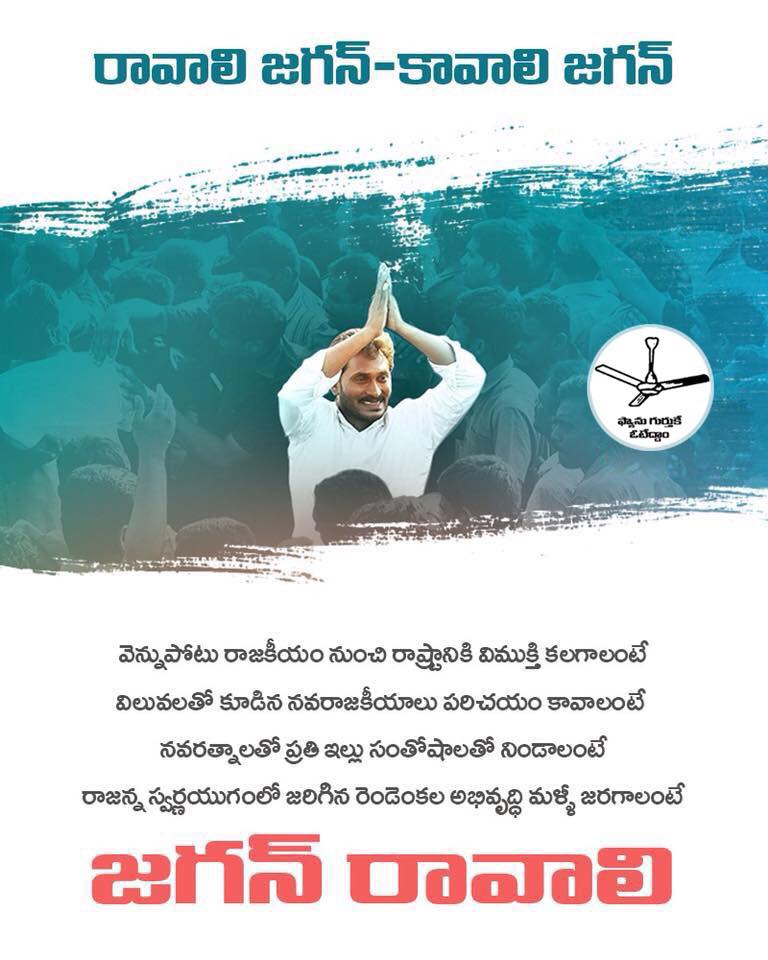 రావాలి జగన్-కావాలి జగన్
ఫ్యాను గుర్తుకే
ఓటేద్దాం
వెన్నుపోటు రాజకీయం నుంచి రాష్ట్రానికి విముక్తి కలగాలంటే
విలువలతో కూడిన నవరాజకీయాలు పరిచయం కావాలంటే
నవరత్నాలతో ప్రతి ఇల్లు సంతోషాలతో నిండాలంటే
రాజన్న స్వర్ణయుగంలో జరిగిన రెండెంకల అభివృద్ధి మళ్ళీ జరగాలంటే
జగన్ రావాలి